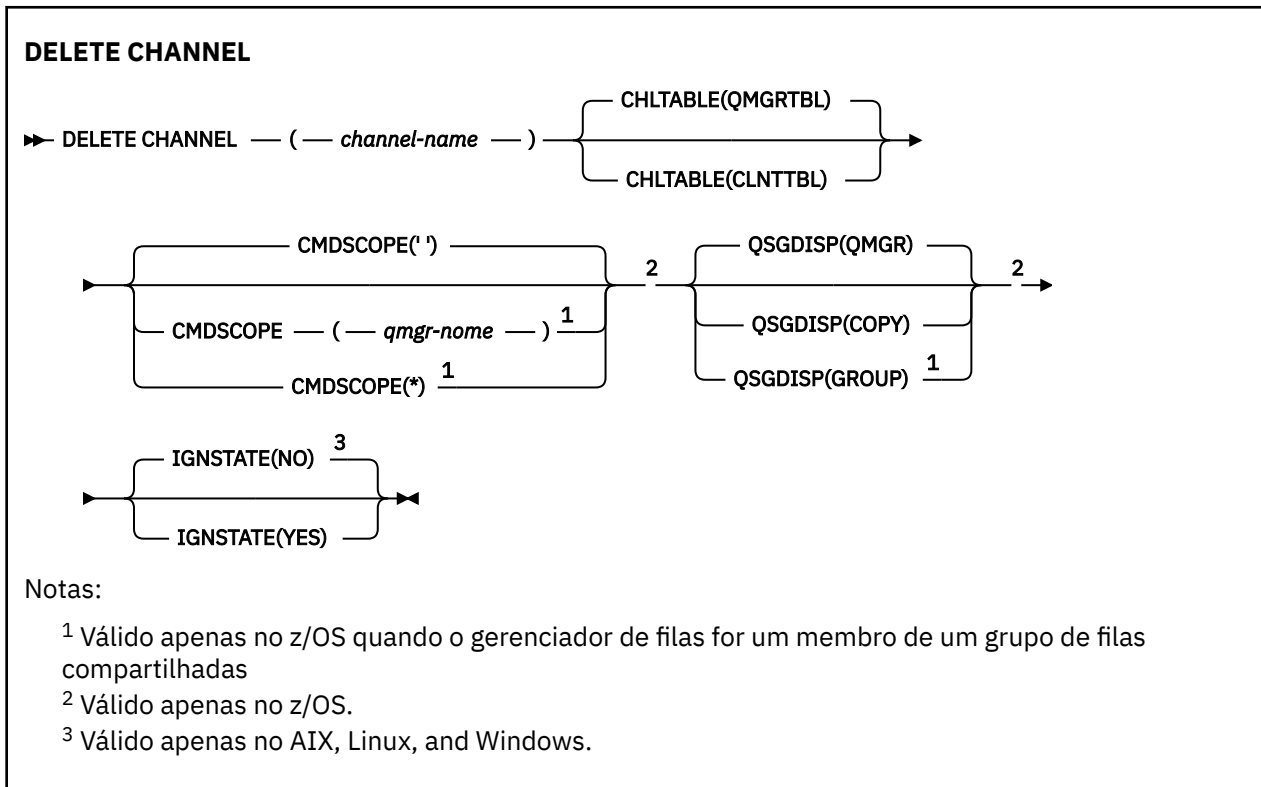 DELETE CHANNEL
CHLTABLE(QMGRTBL)
DELETE CHANNEL ( channel-name )
CHLTABLE(CLNTTBL)
CMDSCOPE(' ') QSGDISP(QMGR)
2 2
CMDSCOPE ( qmgr-nome ) 1 QSGDISP(COPY)
CMDSCOPE(*) 1 QSGDISP(GROUP) 1
IGNSTATE(NO) 3
IGNSTATE(YES)
Notas:
1 Válido apenas no z/OS quando o gerenciador de filas for um membro de um grupo de filas
compartilhadas
2 Válido apenas no z/OS.
3 Válido apenas no AIX, Linux, and Windows.